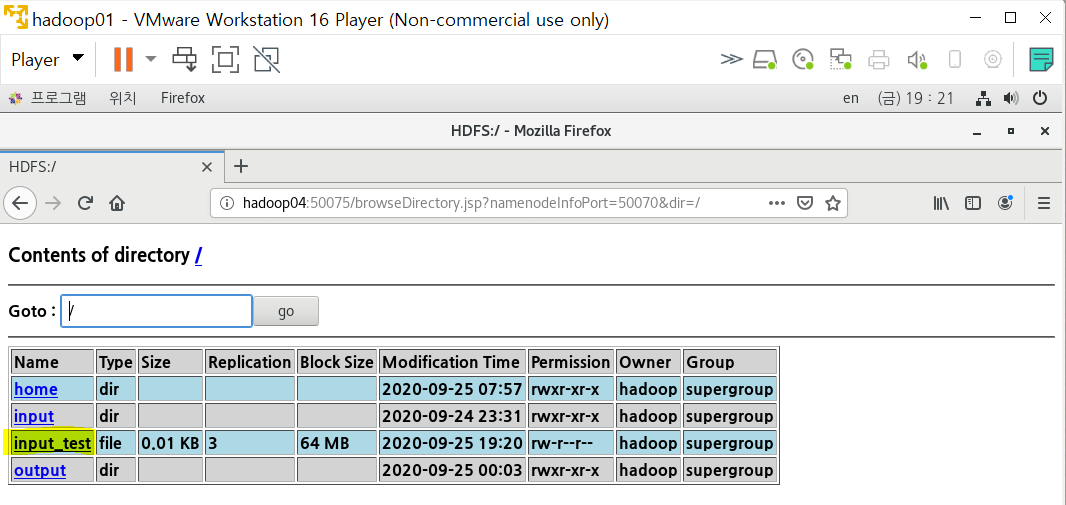 hadoop01 - VMware Workstation 16 Player (Non-commercial use only)
Player
프로그램 위치 Firefox en (금) 19 : 21
HDFS:/ - Mozilla Firefox
HDFS:/
hadoop04:50075/browseDirectory.jsp?namenodeInfoPort=50070&dir=/
Contents of directory /
Goto : / go
Name Type Size Replication Block Size Modification Time Permission Owner Group
home dir 2020-09-25 07:57 rwxr-xr-x hadoop supergroup
input dir 2020-09-24 23:31 rwxr-xr-x hadoop supergroup
input_test file 0.01 KB 3 64 MB 2020-09-25 19:20 rw-r--r-- hadoop supergroup
output dir 2020-09-25 00:03 rwxr-xr-x hadoop supergroup